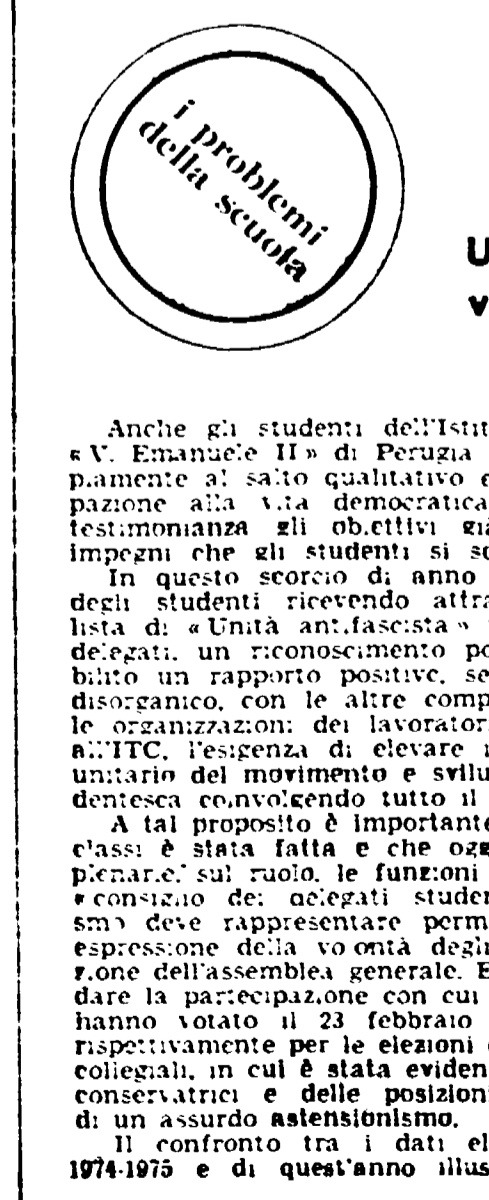 i problemi
della scuola
U
v
Anche gli studenti dell'Istit
« V. Emanuele II » di Perugia
piamente al salto qualitativo e
pazione alla vita democratica
testimonianza gli obiettivi già
impegni che gli studenti si so
In questo scorcio di anno
degli studenti ricevendo attra
lista di « Unità antifascista »
delegati, un riconoscimento po
bilito un rapporto positivo, se
disorganico, con le altre comp
le organizzazioni dei lavorator
all'ITC, l'esigenza di elevare
unitario del movimento e svilu
dentesca coinvolgendo tutto il
A tal proposito è importante
classi è stata fatta e che ogg
plenarie, sul ruolo, le funzioni
« consiglio dei delegati studen
smo deve rappresentare perm
espressione della volontà degli
zione dell'assemblea generale. E
dare la partecipazione con cui
hanno votato il 23 febbraio
rispettivamente per le elezioni
collegiali, in cui è stata eviden
conservatrici e delle posizioni
di un assurdo astensionismo.
Il confronto tra i dati el
1974-1975 e di quest'anno illus